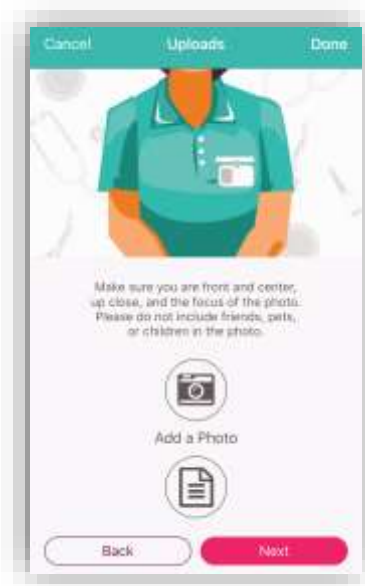 Cancel Uploads Done
Make sure you are front and center,
up close, and the focus of the photo.
Please do not include friends, pets,
or children in the photo.
Add a Photo
Back Next